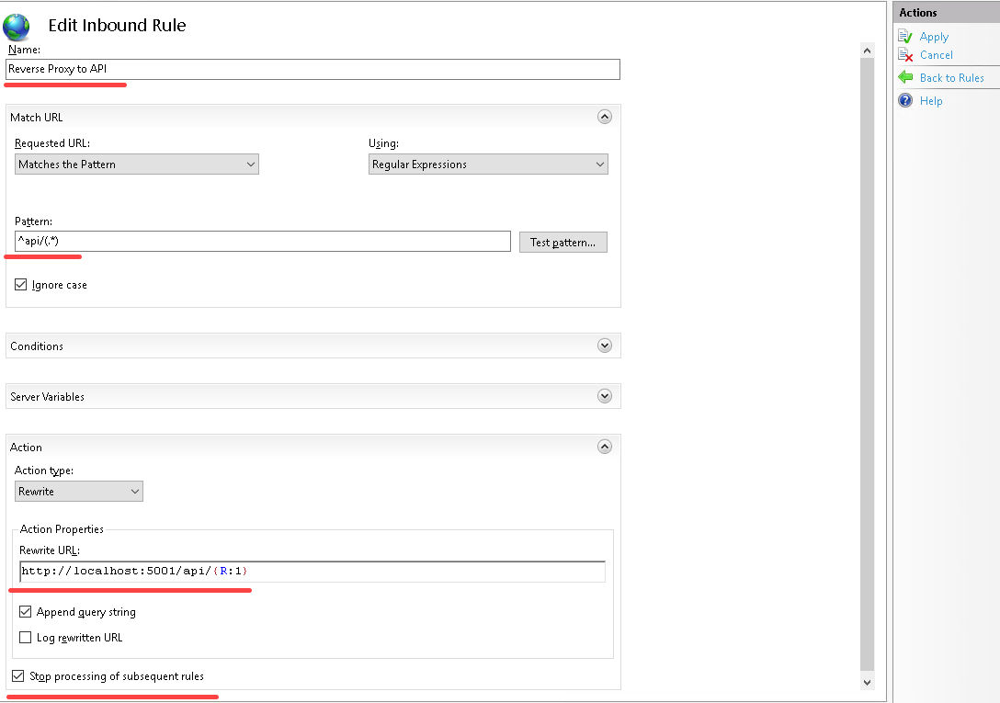 Edit Inbound Rule
Name:
Reverse Proxy to API
Match URL
Requested URL:
Using:
Matches the Pattern
Regular Expressions
Pattern:
^api/(.*)
Test pattern...
Ignore case
Conditions
Server Variables
Action
Action type:
Rewrite
Action Properties
Rewrite URL:
http://localhost:5001/api/{R:1}
Append query string
Log rewritten URL
Stop processing of subsequent rules
Actions
Apply
Cancel
Back to Rules
Help